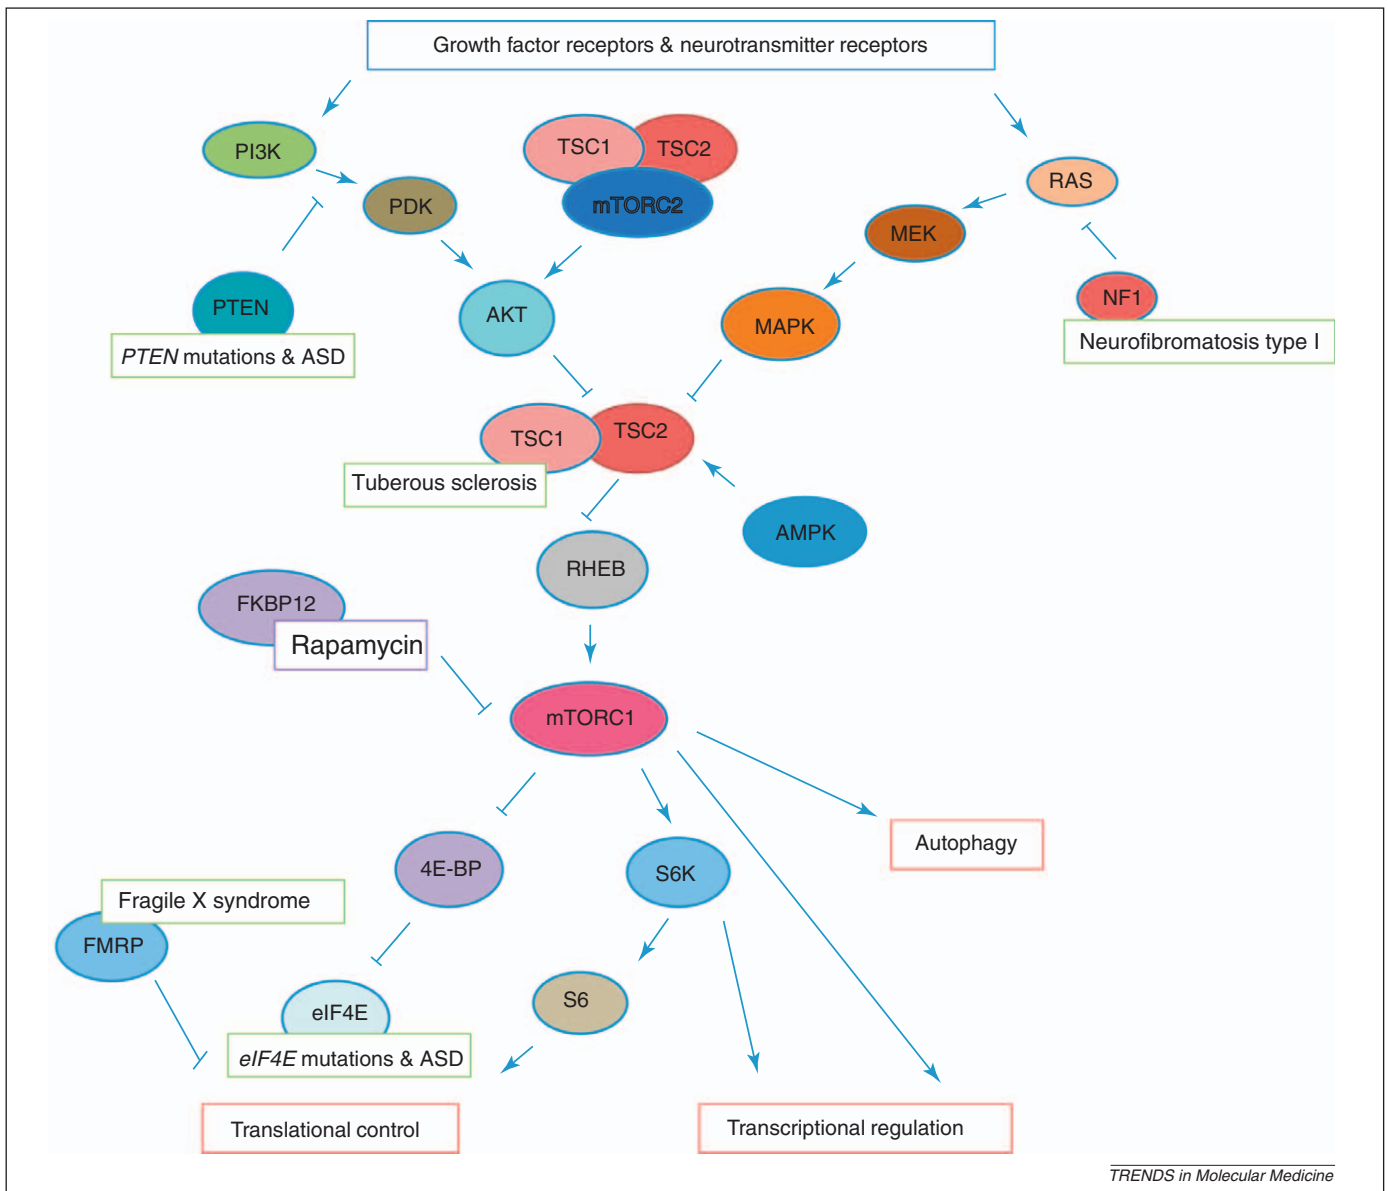 Growth factor receptors & neurotransmitter receptors
PI3K
TSC1
TSC2
PDK
mTORC2
RAS
MEK
PTEN
PTEN mutations & ASD
AKT
MAPK
NF1
Neurofibromatosis type I
TSC1
TSC2
Tuberous sclerosis
AMPK
RHEB
FKBP12
Rapamycin
mTORC1
Autophagy
4E-BP
S6K
Fragile X syndrome
FMRP
eIF4E
eIF4E mutations & ASD
S6
Translational control
Transcriptional regulation
TRENDS in Molecular Medicine